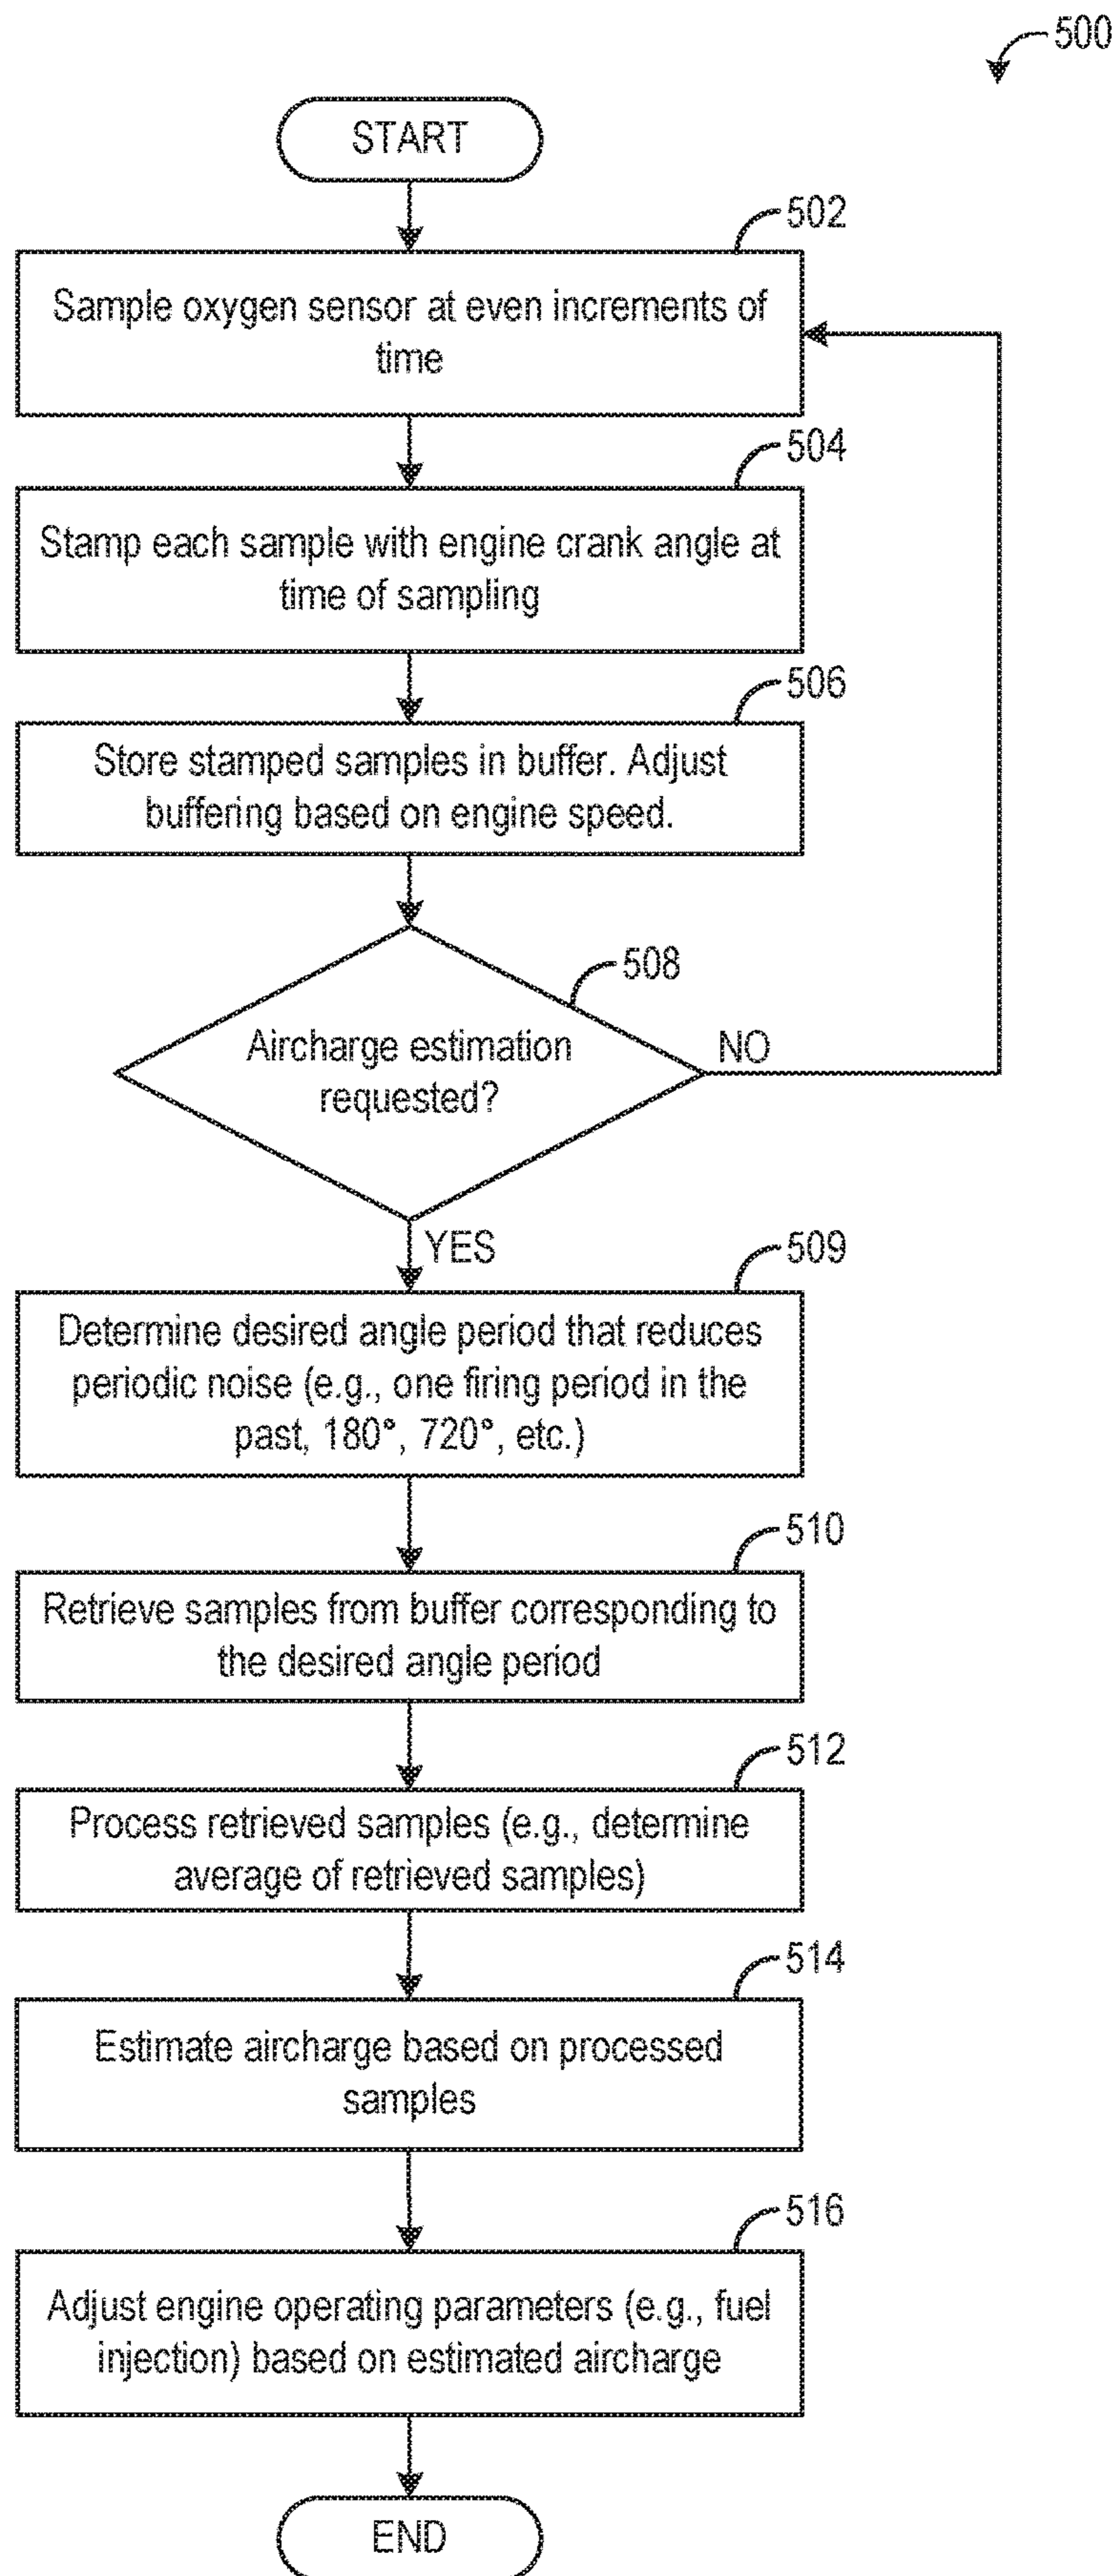 500
START
502
Sample oxygen sensor at even increments of
time
504
Stamp each sample with engine crank angle at
time of sampling
506
Store stamped samples in buffer. Adjust
buffering based on engine speed.
508
Aircharge estimation
requested?
NO
YES
509
Determine desired angle period that reduces
periodic noise (e.g., one firing period in the
past, 180°, 720°, etc.)
510
Retrieve samples from buffer corresponding to
the desired angle period
512
Process retrieved samples (e.g., determine
average of retrieved samples)
514
Estimate aircharge based on processed
samples
516
Adjust engine operating parameters (e.g., fuel
injection) based on estimated aircharge
END